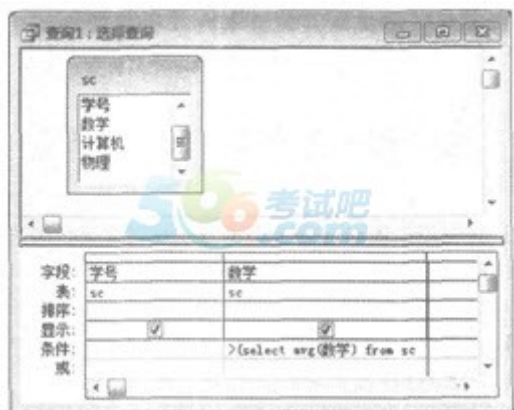 查询1：选择查询
sc
学号
数学
计算机
物理
566 考试吧
.com
字段： 学号 数学
表： sc sc
排序：
显示：
条件： >(select avg(数学) from sc
或：